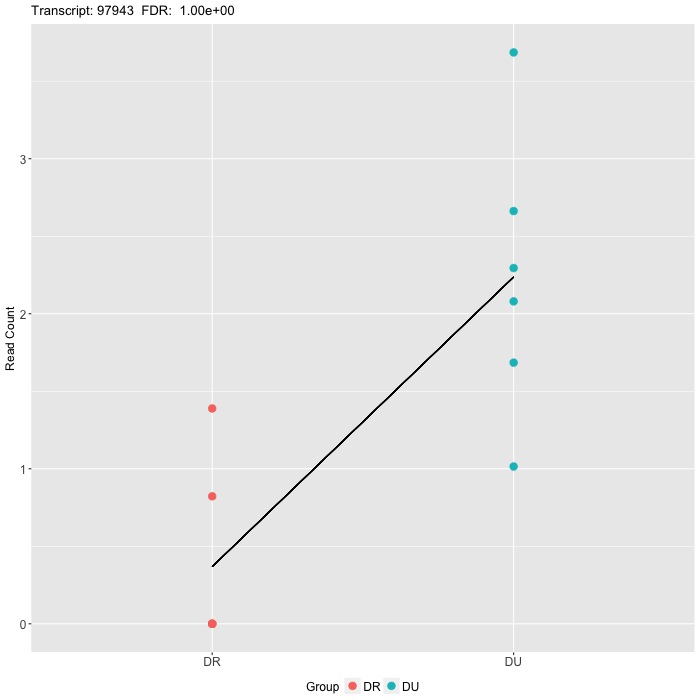 Transcript: 97943  FDR:  1.00e+00
Read Count
3
2
1
0
DR
DU
Group DR DU